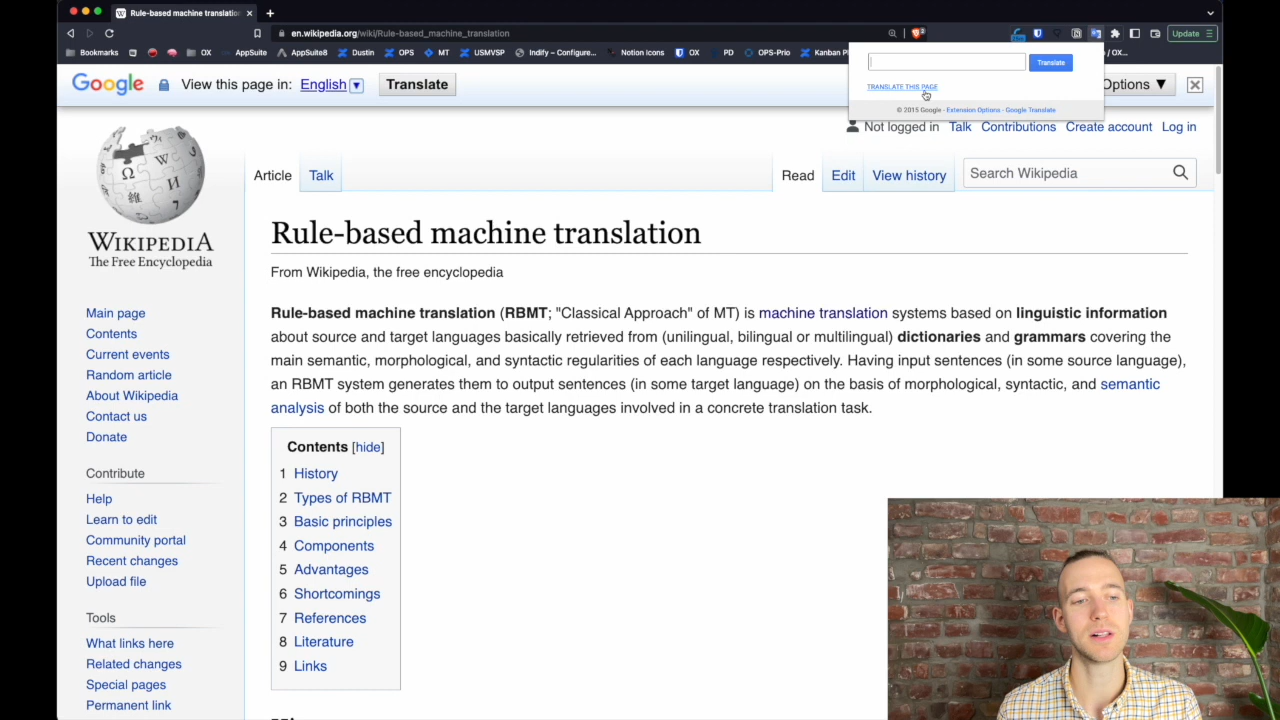 Rule-based machine translatio
en.wikipedia.org/wiki/Rule-based_machine_translation
Update
Bookmarks
OX
AppSuite
AppSuite8
Dustin
OPS
MT
USMVSP
Indify – Configure...
Notion Icons
OX
PD
OPS-Prio
Kanban P
/ OX...
Google
View this page in: English
Translate
Options ▼
Translate
TRANSLATE THIS PAGE
© 2015 Google - Extension Options - Google Translate
Not logged in Talk Contributions Create account Log in
Article Talk
Read Edit View history
Search Wikipedia
Ω
W
И
維
WIKIPEDIA
The Free Encyclopedia
Main page
Contents
Current events
Random article
About Wikipedia
Contact us
Donate
Contribute
Help
Learn to edit
Community portal
Recent changes
Upload file
Tools
What links here
Related changes
Special pages
Permanent link
Rule-based machine translation
From Wikipedia, the free encyclopedia
Rule-based machine translation (RBMT; "Classical Approach" of MT) is machine translation systems based on linguistic information
about source and target languages basically retrieved from (unilingual, bilingual or multilingual) dictionaries and grammars covering the
main semantic, morphological, and syntactic regularities of each language respectively. Having input sentences (in some source language),
an RBMT system generates them to output sentences (in some target language) on the basis of morphological, syntactic, and semantic
analysis of both the source and the target languages involved in a concrete translation task.
Contents [hide]
1 History
2 Types of RBMT
3 Basic principles
4 Components
5 Advantages
6 Shortcomings
7 References
8 Literature
9 Links